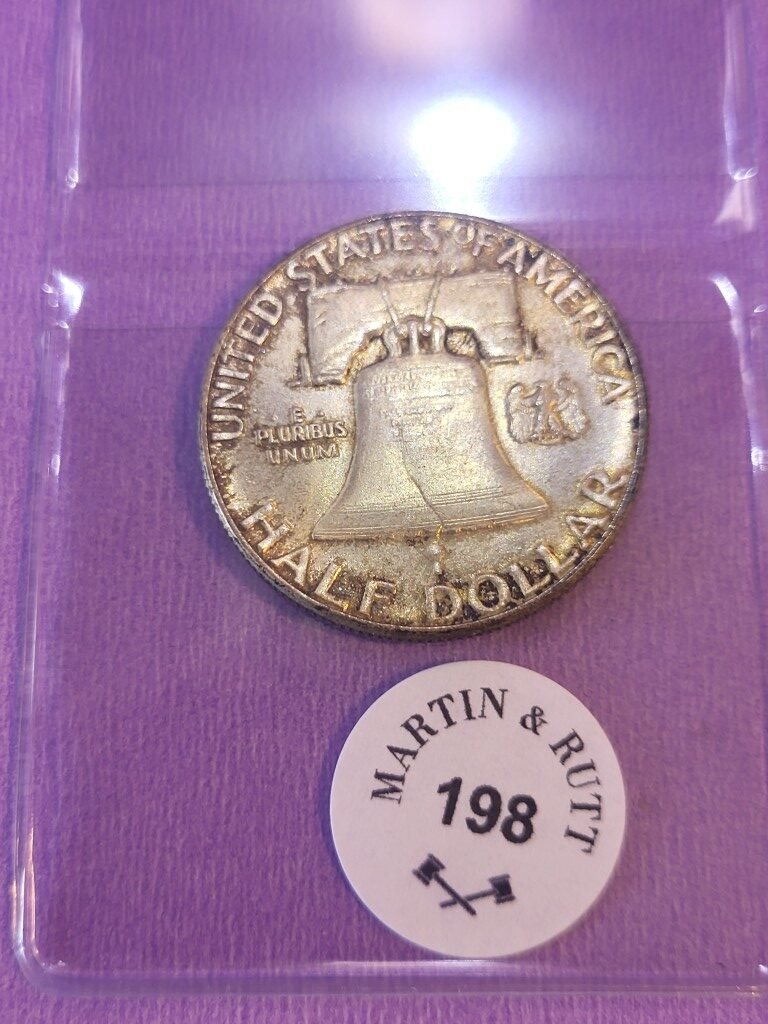 UNITED STATES OF AMERICA
E
PLURIBUS
UNUM
HALF DOLLAR
MARTIN & RUTT
198